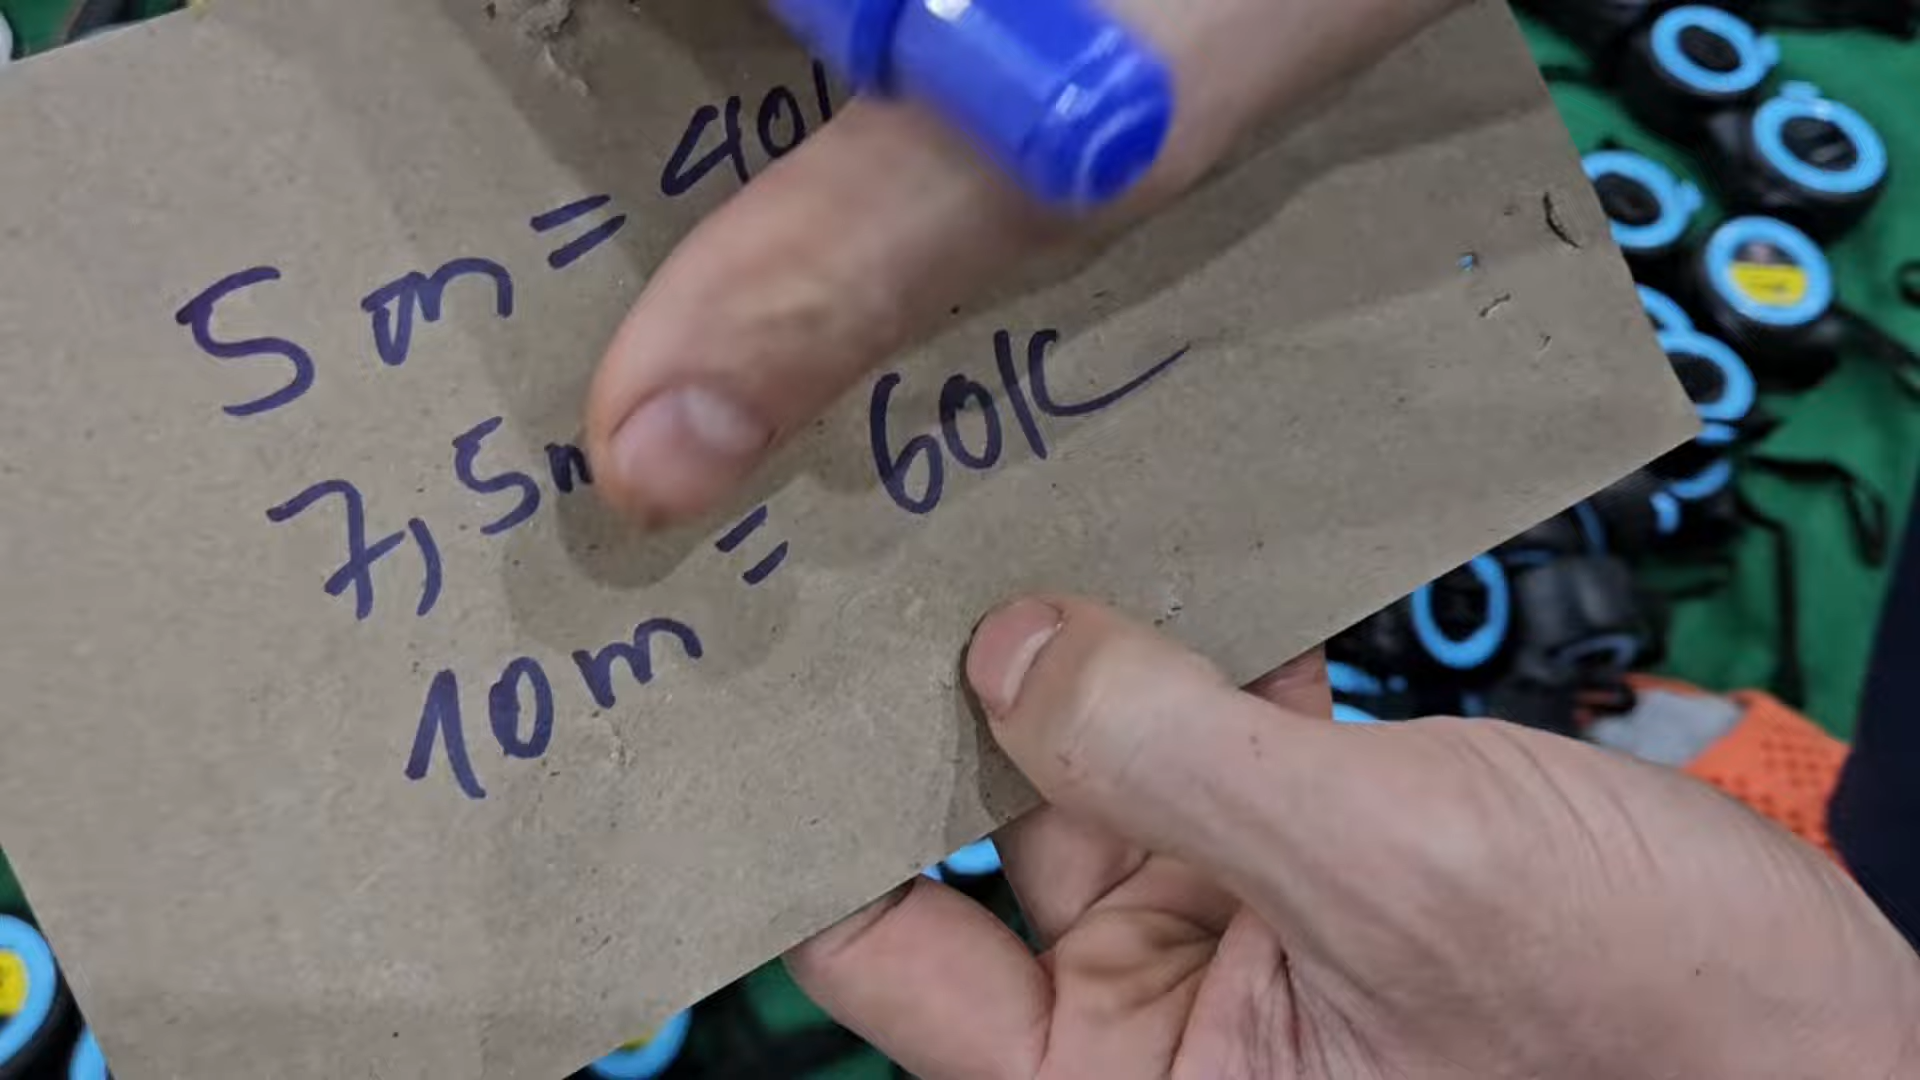 5m = 40
7,5m
10m = 60K